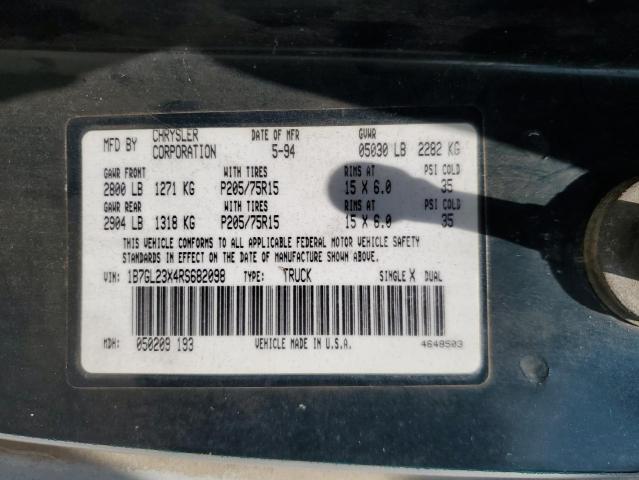 MFD BY CHRYSLER CORPORATION DATE OF MFR 5-94 GVWR 05030 LB 2282 KG
GAWR FRONT WITH TIRES RIMS AT PSI COLD
2800 LB 1271 KG P205/75R15 15 X 6.0 35
GAWR REAR WITH TIRES RIMS AT PSI COLD
2904 LB 1318 KG P205/75R15 15 X 6.0 35
THIS VEHICLE CONFORMS TO ALL APPLICABLE FEDERAL MOTOR VEHICLE SAFETY
STANDARDS IN EFFECT ON THE DATE OF MANUFACTURE SHOWN ABOVE.
VIN: 1B7GL23X4RS682098 TYPE: TRUCK SINGLE X DUAL
MDH: 050209 193 VEHICLE MADE IN U.S.A. 4648503